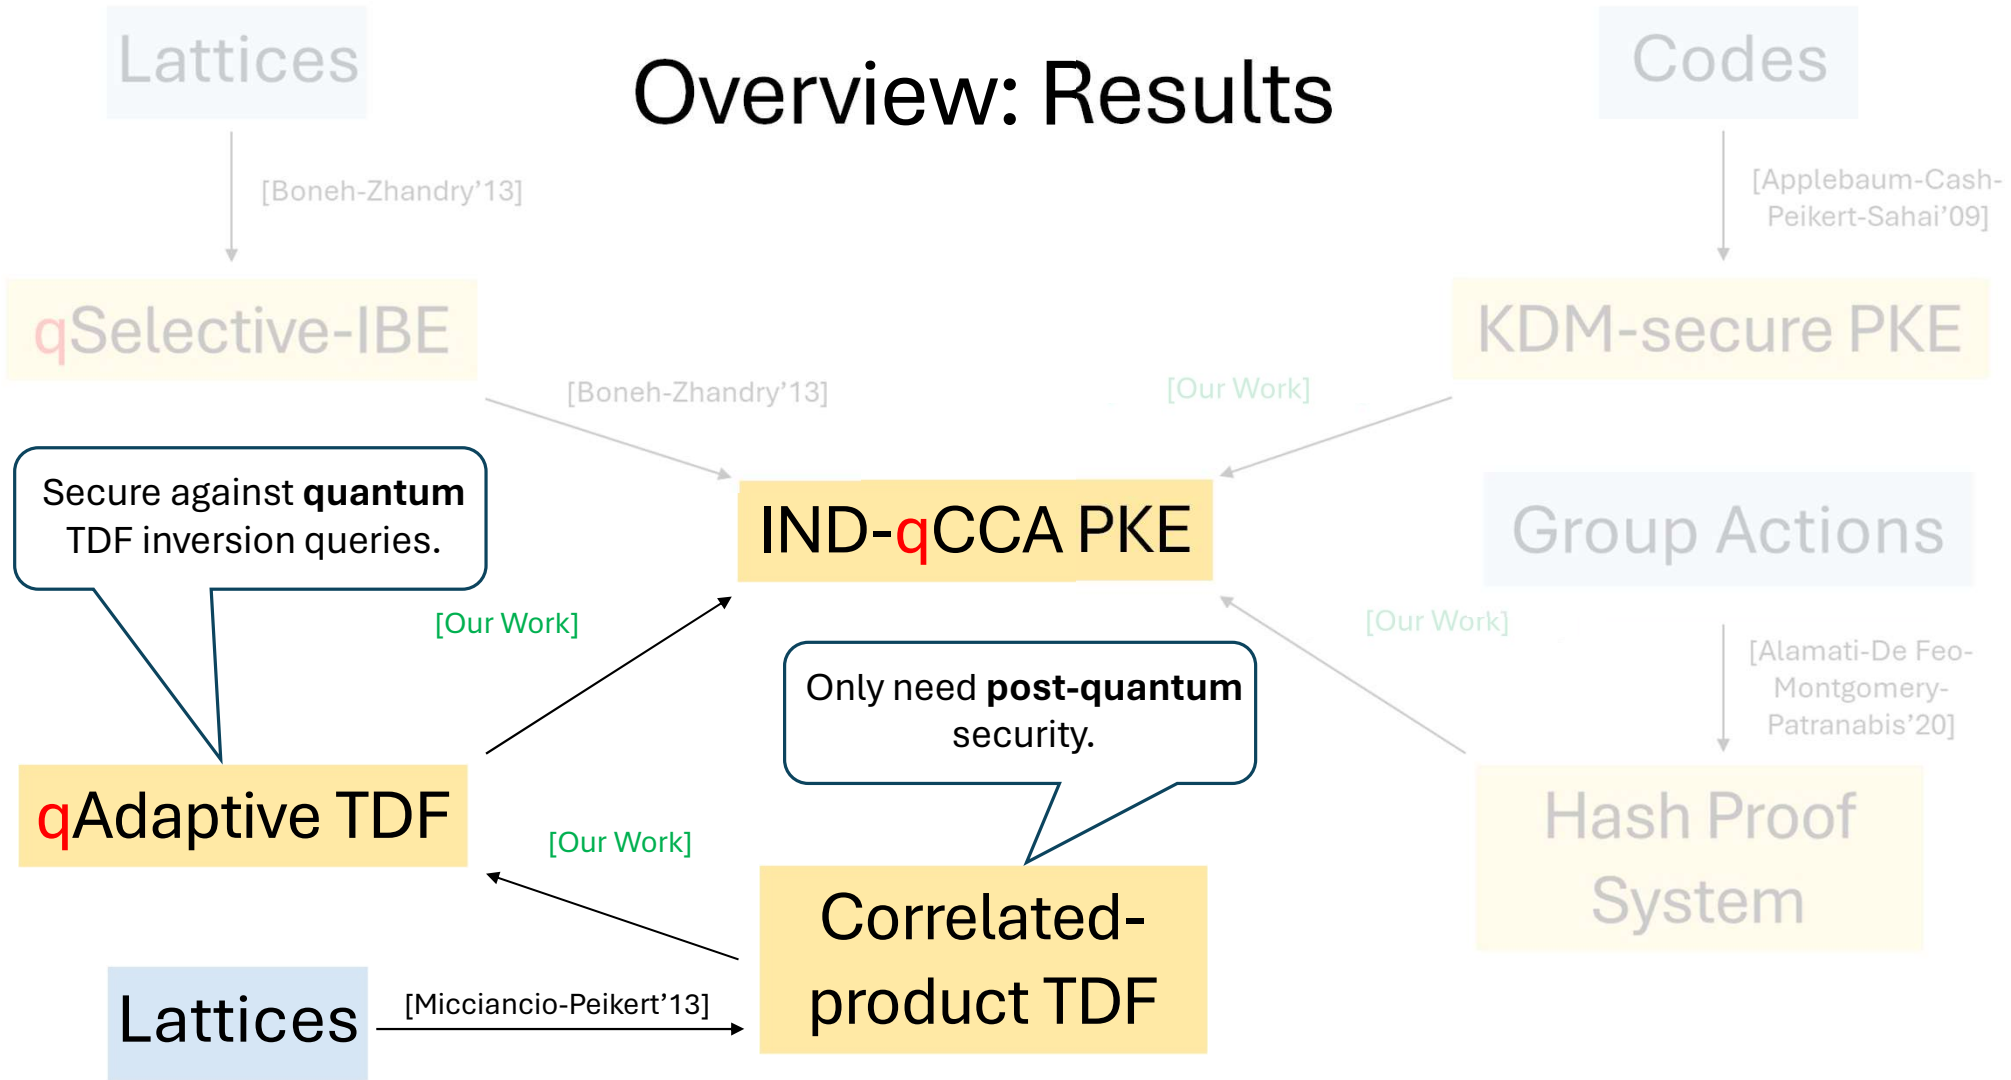 Lattices
Overview: Results
Codes
[Boneh-Zhandry’13]
[Applebaum-Cash-
Peikert-Sahai’09]
qSelective-IBE
KDM-secure PKE
[Boneh-Zhandry’13]
[Our Work]
Secure against quantum
TDF inversion queries.
IND-qCCA PKE
Group Actions
[Our Work]
[Our Work]
Only need post-quantum
security.
[Alamati-De Feo-
Montgomery-
Patranabis’20]
qAdaptive TDF
[Our Work]
Hash Proof
System
Correlated-
product TDF
Lattices
[Micciancio-Peikert’13]